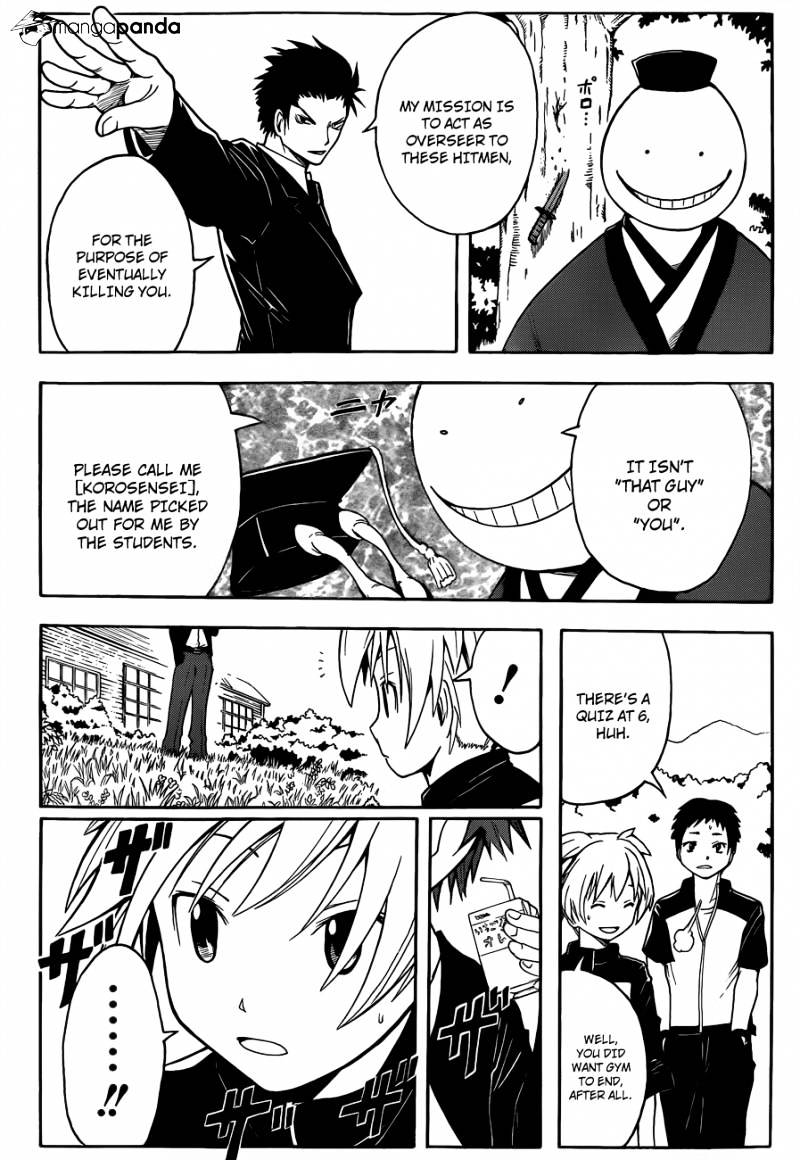 mangapanda
ポロ…
MY MISSION IS
TO ACT AS
OVERSEER TO
THESE HITMEN,
FOR THE
PURPOSE OF
EVENTUALLY
KILLING YOU.
IT ISN'T
"THAT GUY"
OR
"YOU".
ニヤ
PLEASE CALL ME
[KOROSENSEI],
THE NAME PICKED
OUT FOR ME BY
THE STUDENTS.
THERE'S A
QUIZ AT 6,
HUH.
WELL,
YOU DID
WANT GYM
TO END,
AFTER ALL.
!
ザ
ザ
ザ
ザ
ザ
ザ
......!!